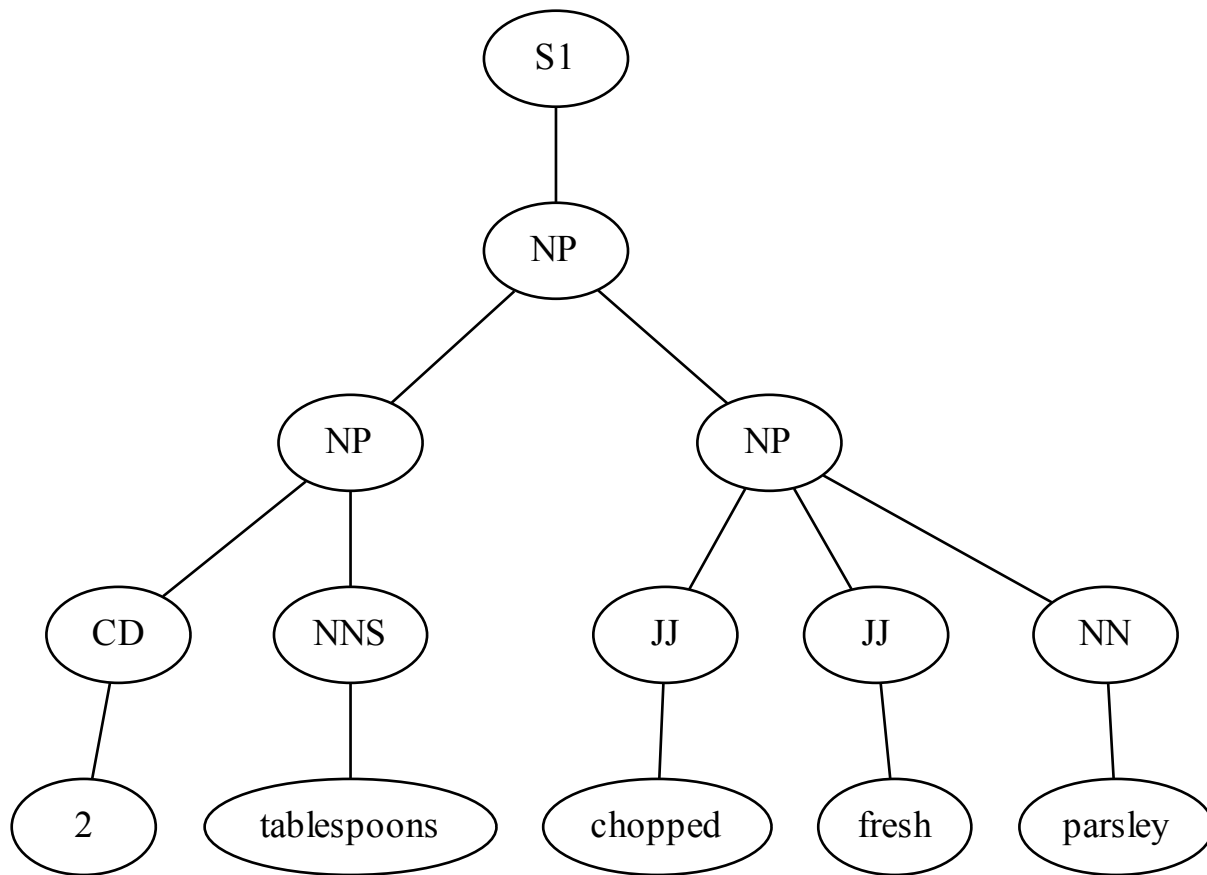 S1
NP
NP NP
CD NNS JJ JJ NN
2 tablespoons chopped fresh parsley